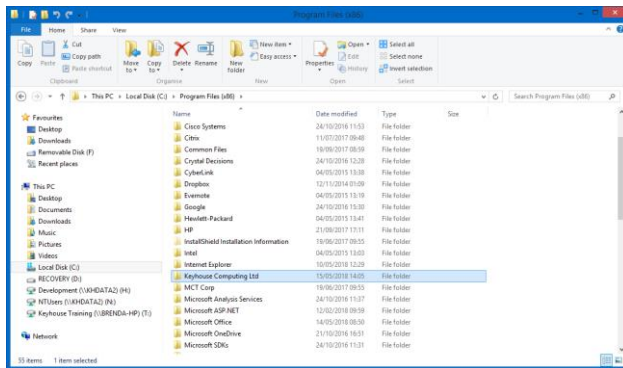 Program Files (x86)
File Home Share View
Cut
Copy path
Paste shortcut
Copy Paste
Move to Copy to Delete Rename New folder
New item
Easy access
Properties
Open
Edit
History
Select all
Select none
Invert selection
Clipboard Organise New Open Select
This PC Local Disk (C:) Program Files (x86) Search Program Files (x86)
Name Date modified Type Size
Favourites
Desktop
Downloads
Removable Disk (F)
Recent places
This PC
Desktop
Documents
Downloads
Music
Pictures
Videos
Local Disk (C:)
RECOVERY (D:)
Development (\\KHDATA2) (H:)
NTUsers (\\KHDATA2) (N:)
Keyhouse Training (\\BRENDA-HP) (T:)
Network
Cisco Systems 24/10/2016 11:53 File folder
Citrix 11/07/2017 09:48 File folder
Common Files 19/09/2017 08:59 File folder
Crystal Decisions 24/10/2016 12:28 File folder
CyberLink 04/05/2015 13:38 File folder
Dropbox 12/11/2014 01:09 File folder
Evernote 04/05/2015 13:19 File folder
Google 24/10/2016 15:30 File folder
Hewlett-Packard 04/05/2015 13:41 File folder
HP 21/08/2017 17:11 File folder
InstallShield Installation Information 19/06/2017 09:55 File folder
Intel 04/05/2015 13:03 File folder
Internet Explorer 10/05/2018 12:29 File folder
Keyhouse Computing Ltd 15/05/2018 14:05 File folder
MCT Corp 19/06/2017 09:55 File folder
Microsoft Analysis Services 24/10/2016 11:37 File folder
Microsoft ASP.NET 12/02/2018 09:59 File folder
Microsoft Office 14/05/2018 08:50 File folder
Microsoft OneDrive 21/10/2016 16:51 File folder
Microsoft SDKs 24/10/2016 11:31 File folder
55 items 1 item selected